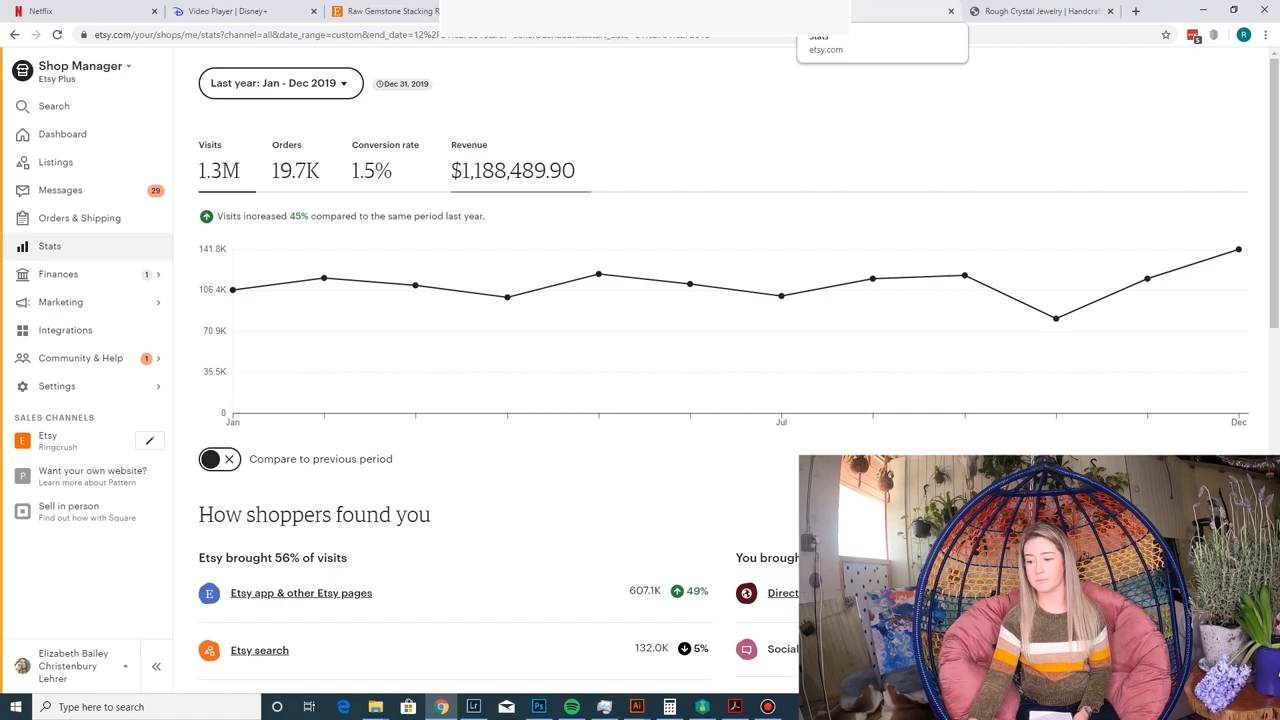 Netflix
Video Player | Disney+
Raw Gemstone Stacking R
Rough Crystal Jewelry | Handcraf
etsy.com/your/shops/me/stats?channel=all&date_range=custom&end_date=12%2F
5
R
Stats
etsy.com
Shop Manager
Etsy Plus
Search
Dashboard
Listings
Messages 29
Orders & Shipping
Stats
Finances 1
Marketing
Integrations
Community & Help 1
Settings
SALES CHANNELS
E Etsy
Ringcrush
P Want your own website?
Learn more about Pattern
Sell in person
Find out how with Square
Elizabeth Bailey
Christenbury
Lehrer
Last year: Jan - Dec 2019
Dec 31, 2019
Visits Orders Conversion rate Revenue
1.3M 19.7K 1.5% $1,188,489.90
Visits increased 45% compared to the same period last year.
141.8K
106.4K
70.9K
35.5K
0
Jan Jul Dec
Compare to previous period
How shoppers found you
Etsy brought 56% of visits
E Etsy app & other Etsy pages 607.1K 49%
Etsy search 132.0K 5%
You brough
Direct
Social
Type here to search